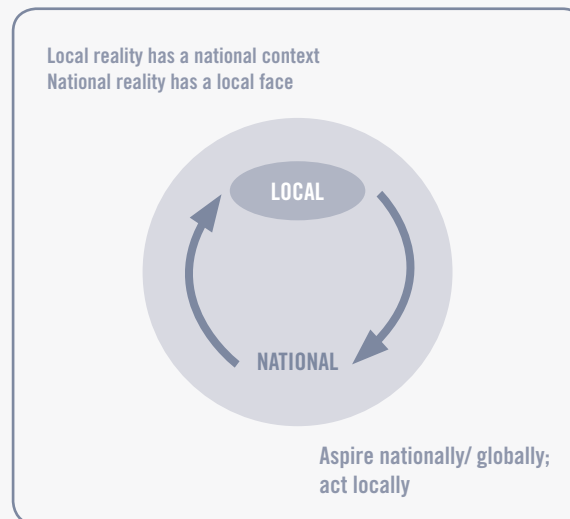 Local reality has a national context
National reality has a local face
LOCAL
NATIONAL
Aspire nationally/ globally;
act locally